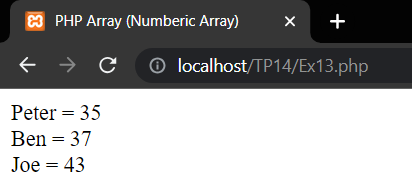 PHP Array (Numberic Array)
localhost/TP14/Ex13.php
Peter = 35
Ben = 37
Joe = 43